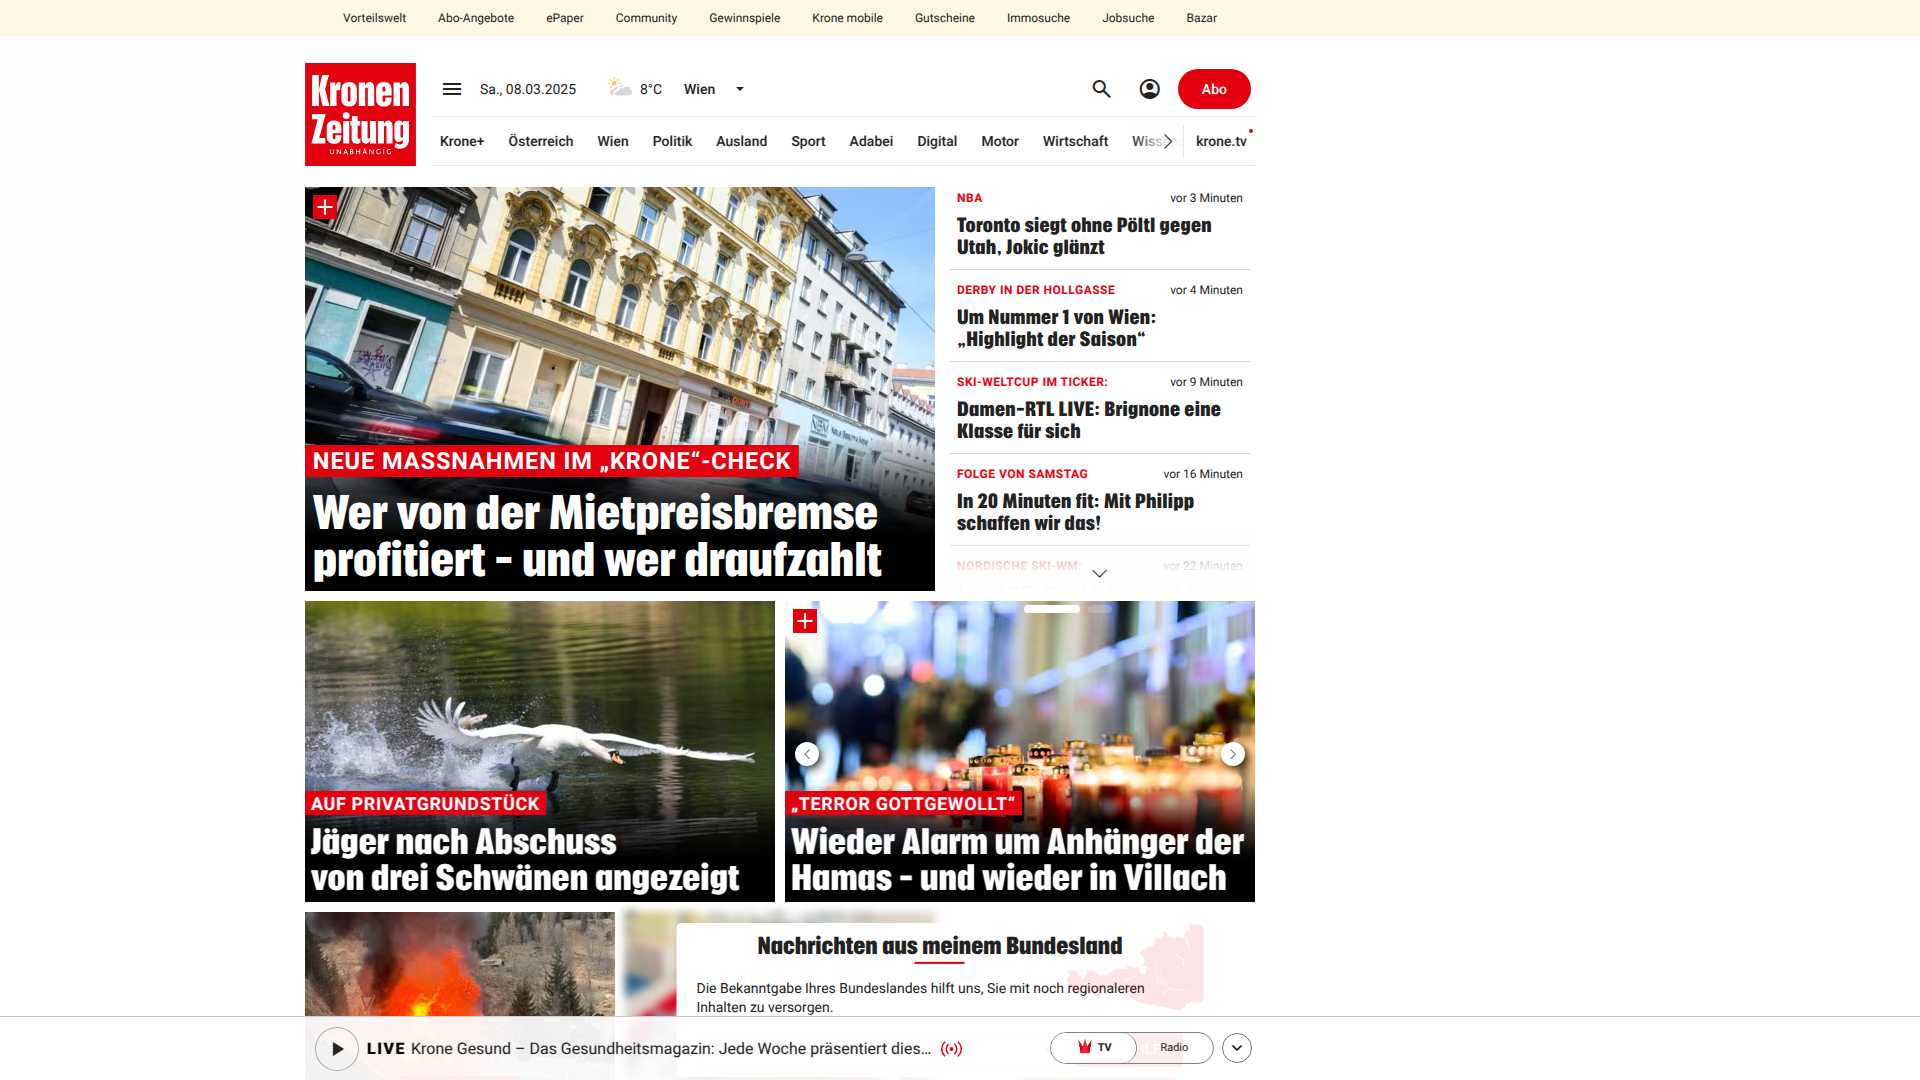 Vorteilswelt Abo-Angebote ePaper Community Gewinnspiele Krone mobile Gutscheine Immosuche Jobsuche Bazar
Kronen
Zeitung
UNABHÄNGIG
Sa., 08.03.2025 8°C Wien Abo
Krone+ Österreich Wien Politik Ausland Sport Adabei Digital Motor Wirtschaft krone.tv
NEUE MASSNAHMEN IM „KRONE“-CHECK
Wer von der Mietpreisbremse
profitiert – und wer draufzahlt
NBA vor 3 Minuten
Toronto siegt ohne Pöltl gegen
Utah, Jokic glänzt
DERBY IN DER HOLLGASSE vor 4 Minuten
Um Nummer 1 von Wien:
„Highlight der Saison“
SKI-WELTCUP IM TICKER: vor 9 Minuten
Damen-RTL LIVE: Brignone eine
Klasse für sich
FOLGE VON SAMSTAG vor 16 Minuten
In 20 Minuten fit: Mit Philipp
schaffen wir das!
NORDISCHE SKI-WM: vor 22 Minuten
AUF PRIVATGRUNDSTÜCK
Jäger nach Abschuss
von drei Schwänen angezeigt
„TERROR GOTTGEWOLLT“
Wieder Alarm um Anhänger der
Hamas – und wieder in Villach
Nachrichten aus meinem Bundesland
Die Bekanntgabe Ihres Bundeslandes hilft uns, Sie mit noch regionaleren
Inhalten zu versorgen.
LIVE Krone Gesund – Das Gesundheitsmagazin: Jede Woche präsentiert dies... TV Radio